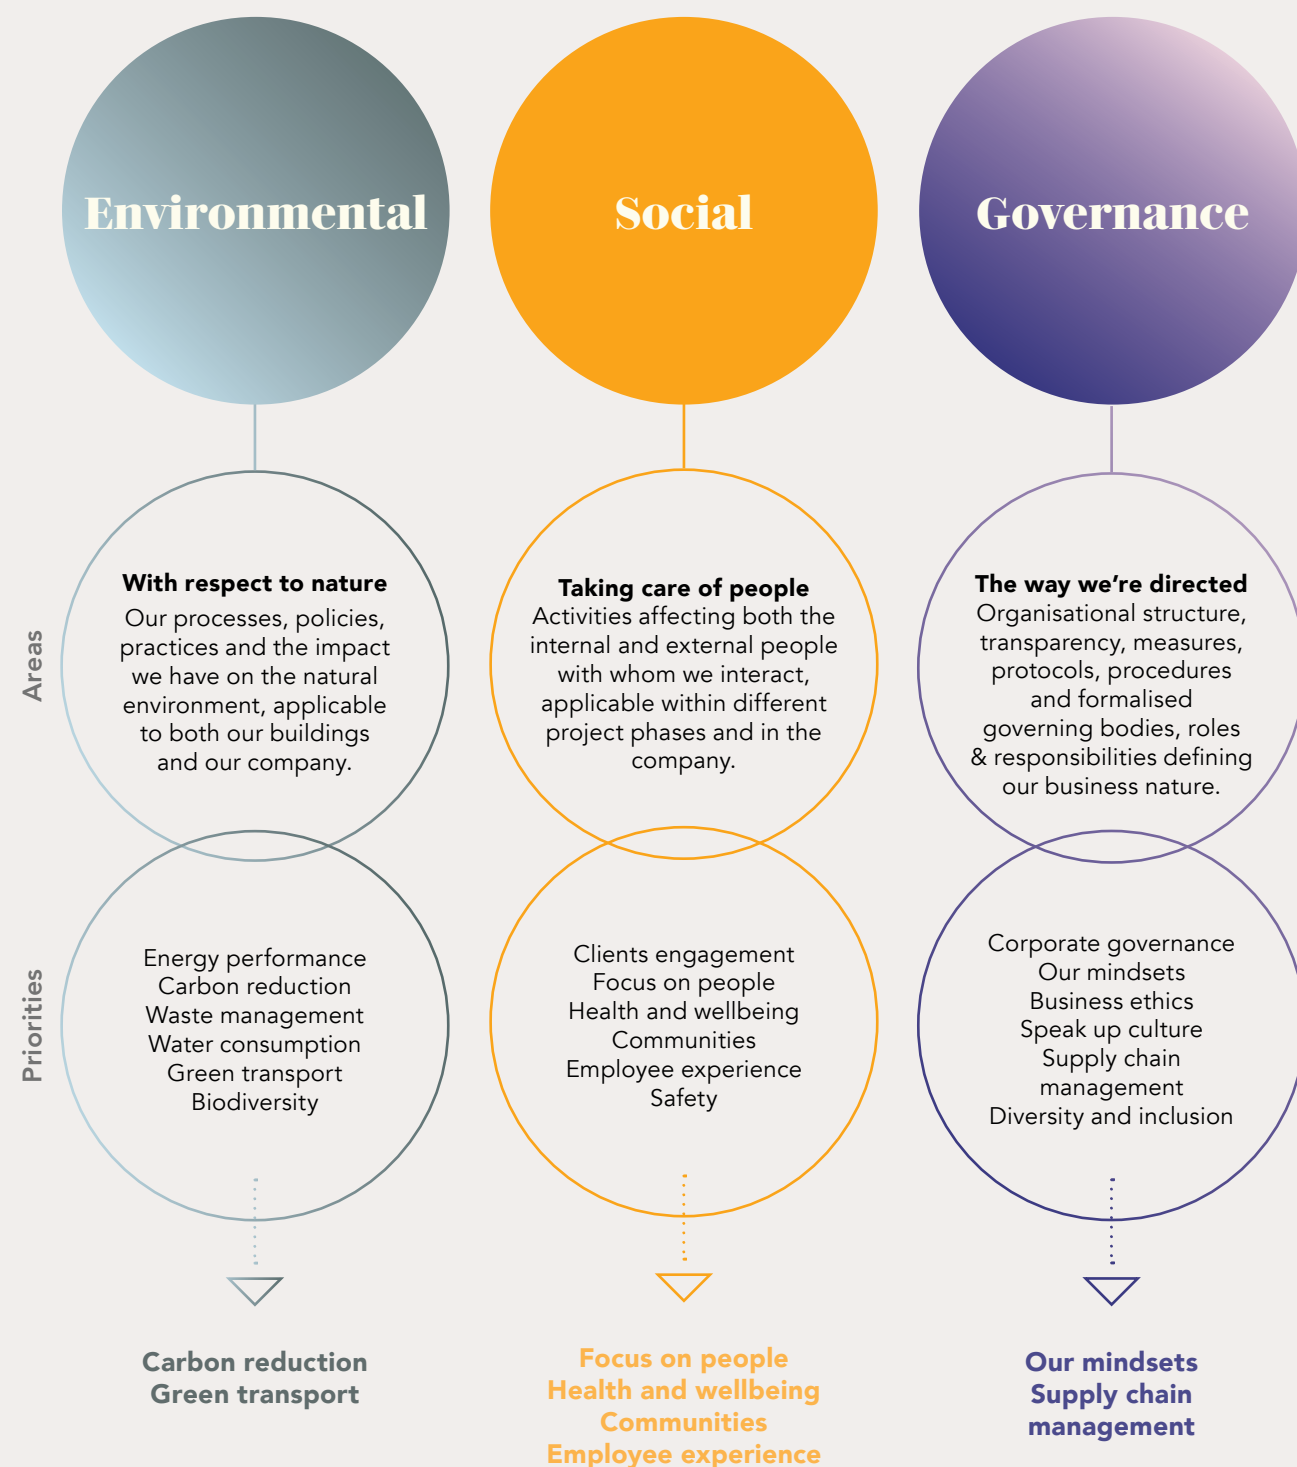 Environmental
Social
Governance
Areas
With respect to nature
Our processes, policies,
practices and the impact
we have on the natural
environment, applicable
to both our buildings
and our company.
Taking care of people
Activities affecting both the
internal and external people
with whom we interact,
applicable within different
project phases and in the
company.
The way we're directed
Organisational structure,
transparency, measures,
protocols, procedures
and formalised
governing bodies, roles
& responsibilities defining
our business nature.
Priorities
Energy performance
Carbon reduction
Waste management
Water consumption
Green transport
Biodiversity
Clients engagement
Focus on people
Health and wellbeing
Communities
Employee experience
Safety
Corporate governance
Our mindsets
Business ethics
Speak up culture
Supply chain
management
Diversity and inclusion
Carbon reduction
Green transport
Focus on people
Health and wellbeing
Communities
Employee experience
Our mindsets
Supply chain
management